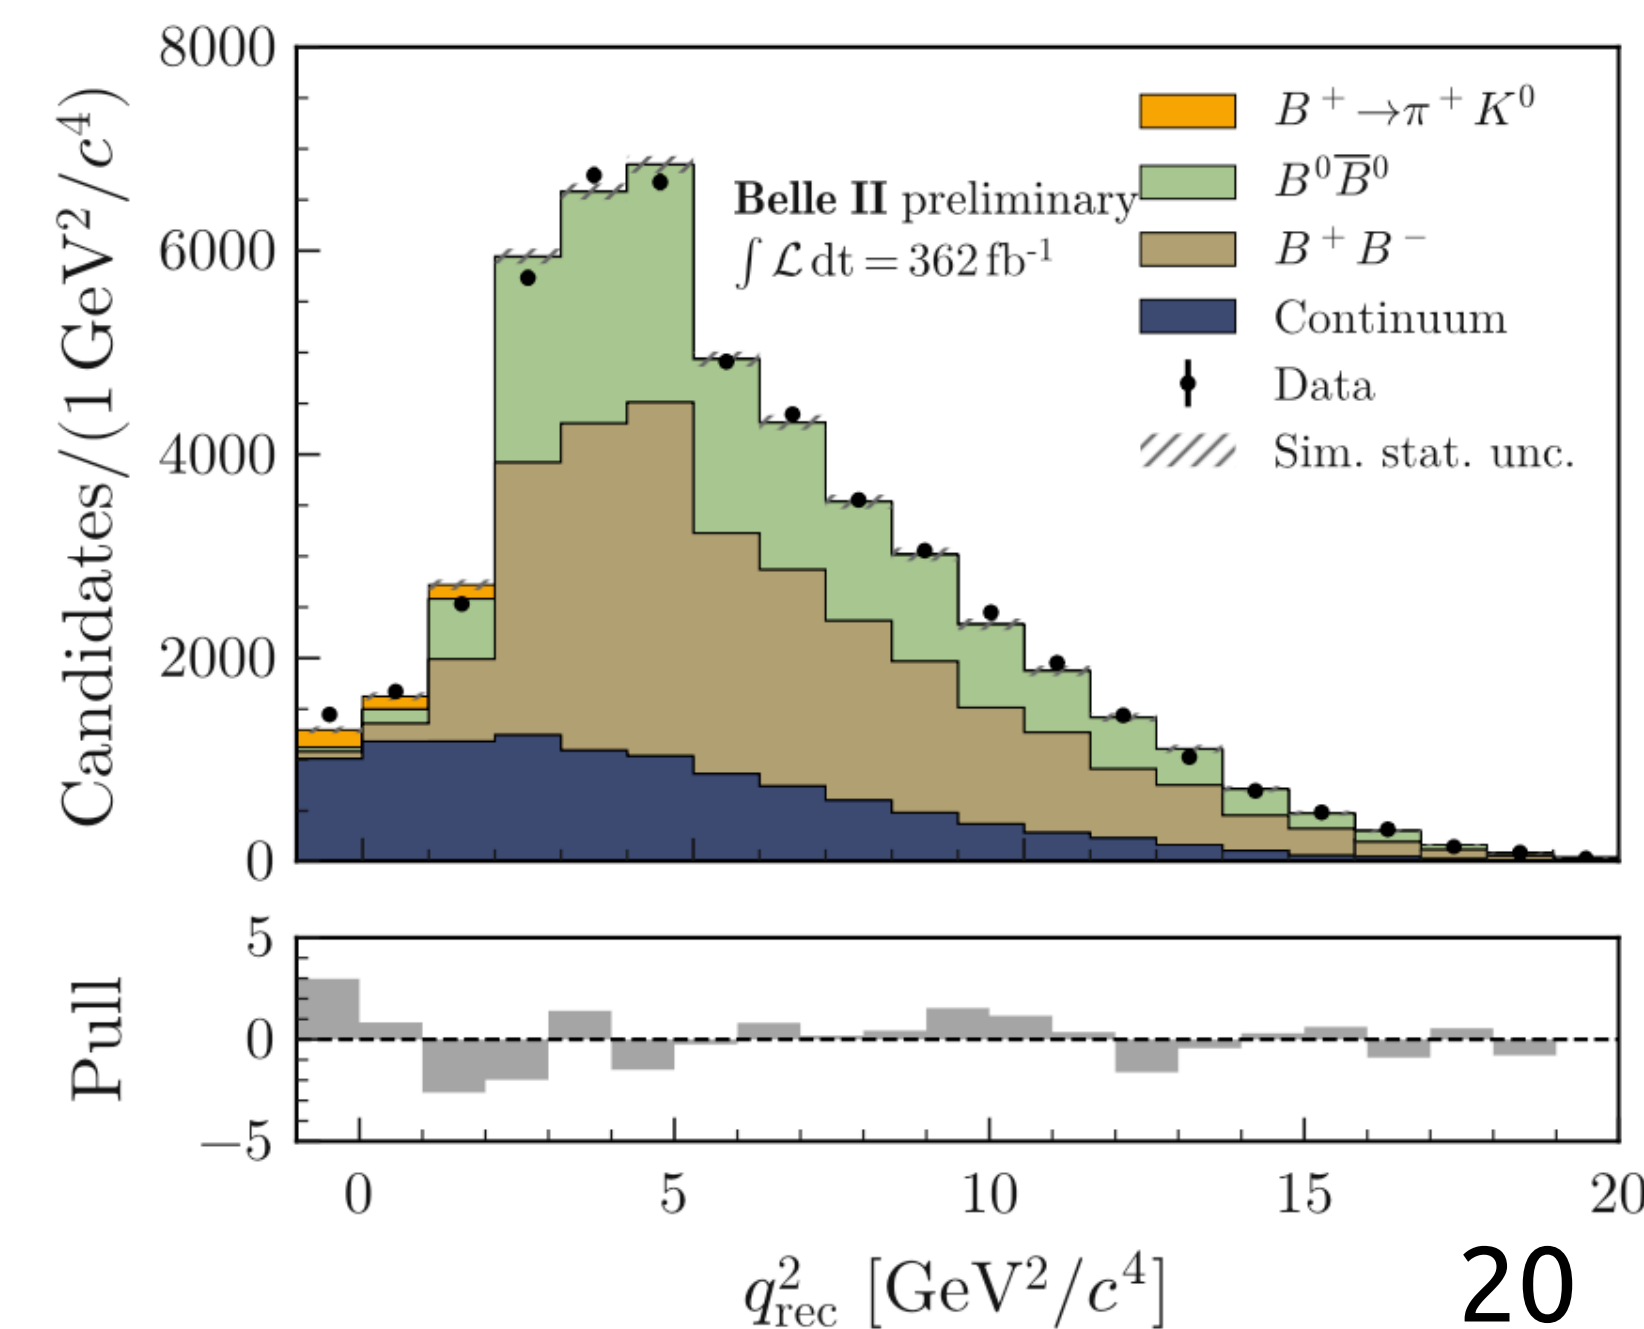 Candidates/(1 GeV²/c⁴)
8000
6000
4000
2000
0
Belle II preliminary
∫ ℒ dt = 362 fb⁻¹
B⁺→π⁺K⁰
B⁰B̅⁰
B⁺B⁻
Continuum
Data
Sim. stat. unc.
Pull
5
0
−5
0 5 10 15 20
q²rec [GeV²/c⁴]
20